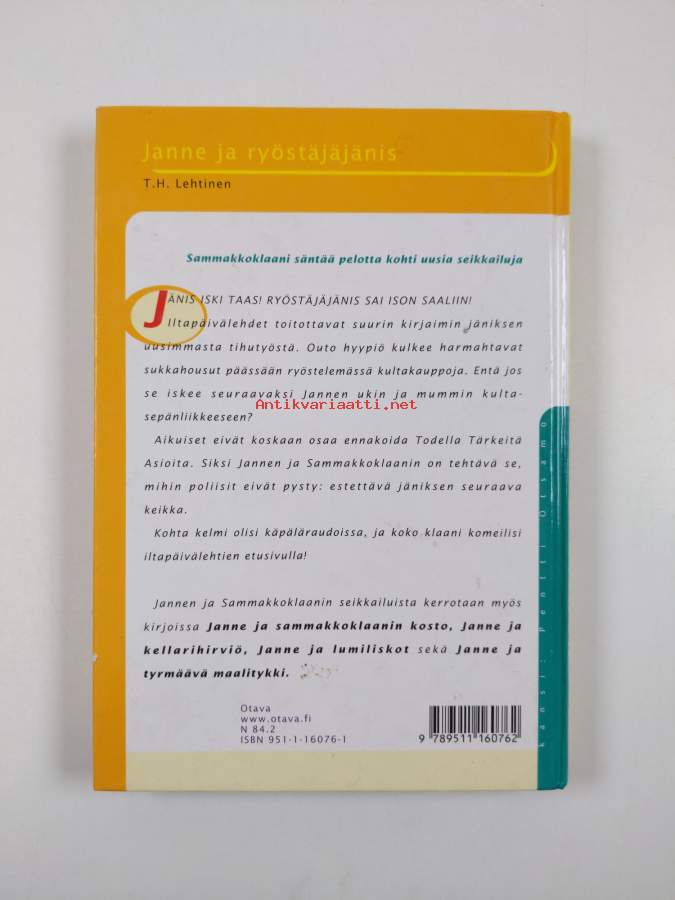 Janne ja ryöstäjäjänis
T.H. Lehtinen
Sammakkoklaani säntää pelotta kohti uusia seikkailuja
JÄNIS ISKI TAAS! RYÖSTÄJÄJÄNIS SAI ISON SAALIIN!
Iltapäivälehdet toitottavat suurin kirjaimin jäniksen
uusimmasta tihutyöstä. Outo hyypiö kulkee harmahtavat
sukkahousut päässään ryöstelemässä kultakauppoja. Entä jos
se iskee seuraavaksi Jannen ukin ja mummin kulta-
sepänliikkeeseen?
Antikvariaatti.net
Aikuiset eivät koskaan osaa ennakoida Todella Tärkeitä
Asioita. Siksi Jannen ja Sammakkoklaanin on tehtävä se,
mihin poliisit eivät pysty: estettävä jäniksen seuraava
keikka.
Kohta kelmi olisi käpäläraudoissa, ja koko klaani komeilisi
iltapäivälehtien etusivulla!
Jannen ja Sammakkoklaanin seikkailuista kerrotaan myös
kirjoissa Janne ja sammakkoklaanin kosto, Janne ja
kellarihirviö, Janne ja lumiliskot sekä Janne ja
tyrmäävä maalitykki.
Otava
www.otava.fi
N 84.2
ISBN 951-1-16076-1
9 789511 160762
kansi: Pentti Otsamo